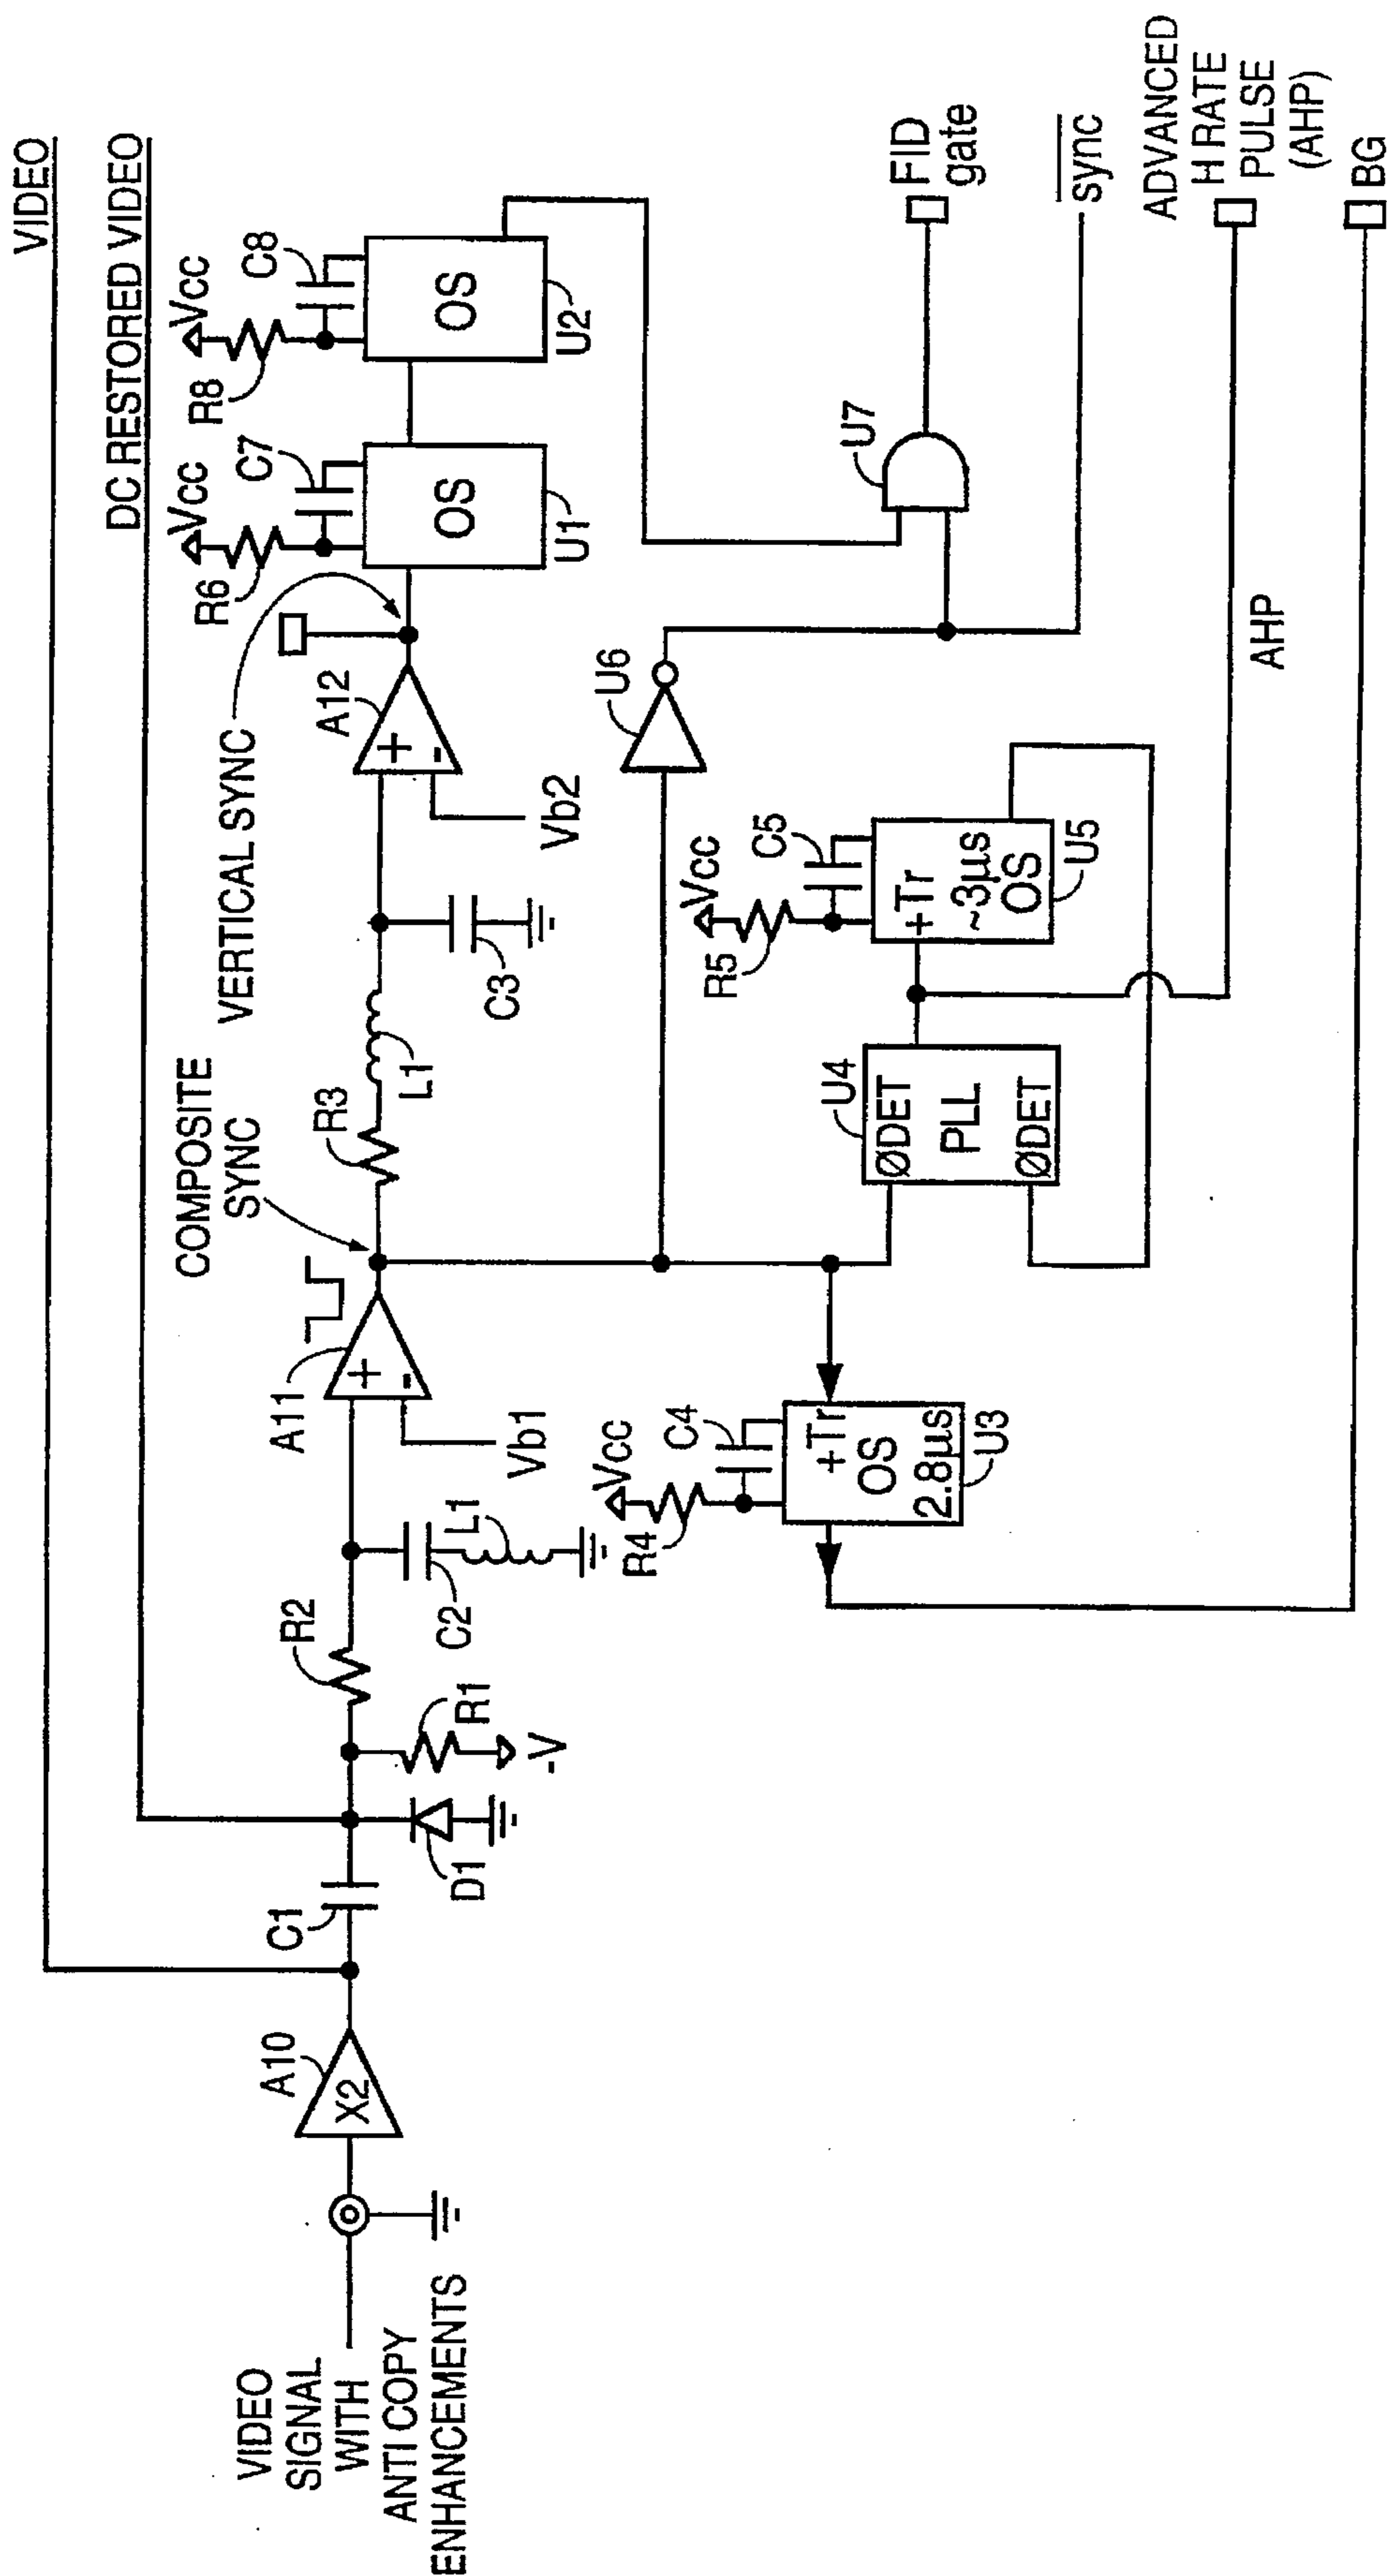 VIDEO
DC RESTORED VIDEO
VIDEO
SIGNAL
WITH
ANTI COPY
ENHANCEMENTS
A10
X2
C1
D1
R1
-V
R2
C2
L1
A11
+
-
Vb1
COMPOSITE
SYNC
R3
L1
C3
VERTICAL SYNC
A12
+
-
Vb2
R6
Vcc
C7
OS
U1
R8
Vcc
C8
OS
U2
U6
U7
FID
gate
sync
R4
Vcc
C4
+Tr
OS
2.8µs
U3
U4
ØDET
PLL
ØDET
R5
Vcc
C5
+Tr
~3µs
OS
U5
AHP
ADVANCED
H RATE
PULSE
(AHP)
BG